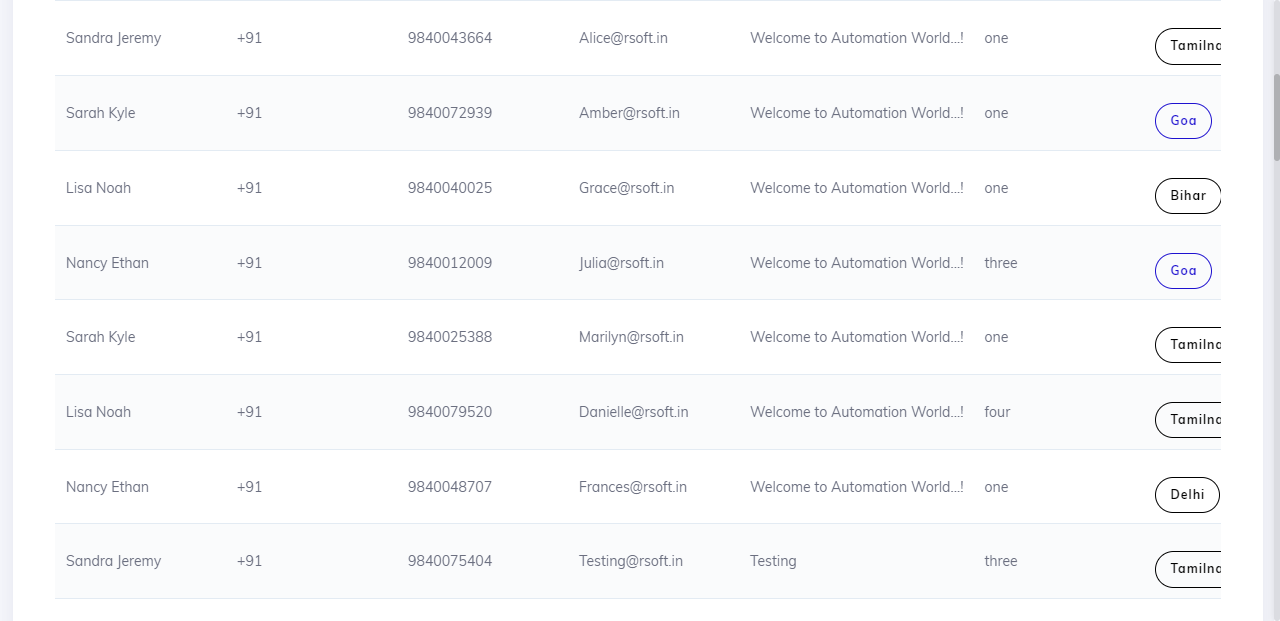 Sandra Jeremy +91 9840043664 Alice@rsoft.in Welcome to Automation World...! one
Sarah Kyle +91 9840072939 Amber@rsoft.in Welcome to Automation World...! one Goa
Lisa Noah +91 9840040025 Grace@rsoft.in Welcome to Automation World...! one Bihar
Nancy Ethan +91 9840012009 Julia@rsoft.in Welcome to Automation World...! three Goa
Sarah Kyle +91 9840025388 Marilyn@rsoft.in Welcome to Automation World...! one
Lisa Noah +91 9840079520 Danielle@rsoft.in Welcome to Automation World...! four
Nancy Ethan +91 9840048707 Frances@rsoft.in Welcome to Automation World...! one Delhi
Sandra Jeremy +91 9840075404 Testing@rsoft.in Testing three